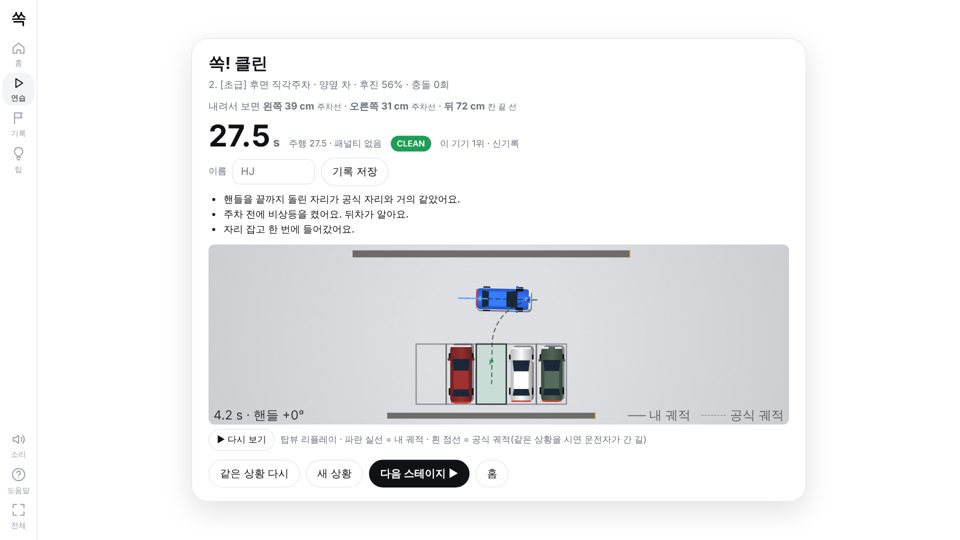 쏙
홈
연습
기록
팁
소리
도움말
전체
쏙! 클린
2. [초급] 후면 직각주차 · 양옆 차 · 후진 56% · 충돌 0회
내려서 보면 왼쪽 39 cm 주차선 · 오른쪽 31 cm 주차선 · 뒤 72 cm 칸 끝 선
27.5 s 주행 27.5 · 패널티 없음 CLEAN 이 기기 1위 · 신기록
이름 HJ 기록 저장
• 핸들을 끝까지 돌린 자리가 공식 자리와 거의 같았어요.
• 주차 전에 비상등을 켰어요. 뒤차가 알아요.
• 자리 잡고 한 번에 들어갔어요.
4.2 s · 핸들 +0° 내 궤적 공식 궤적
▶ 다시 보기 탑뷰 리플레이 · 파란 실선 = 내 궤적 · 흰 점선 = 공식 궤적(같은 상황을 시연 운전자가 간 길)
같은 상황 다시 새 상황 다음 스테이지 ▶ 홈